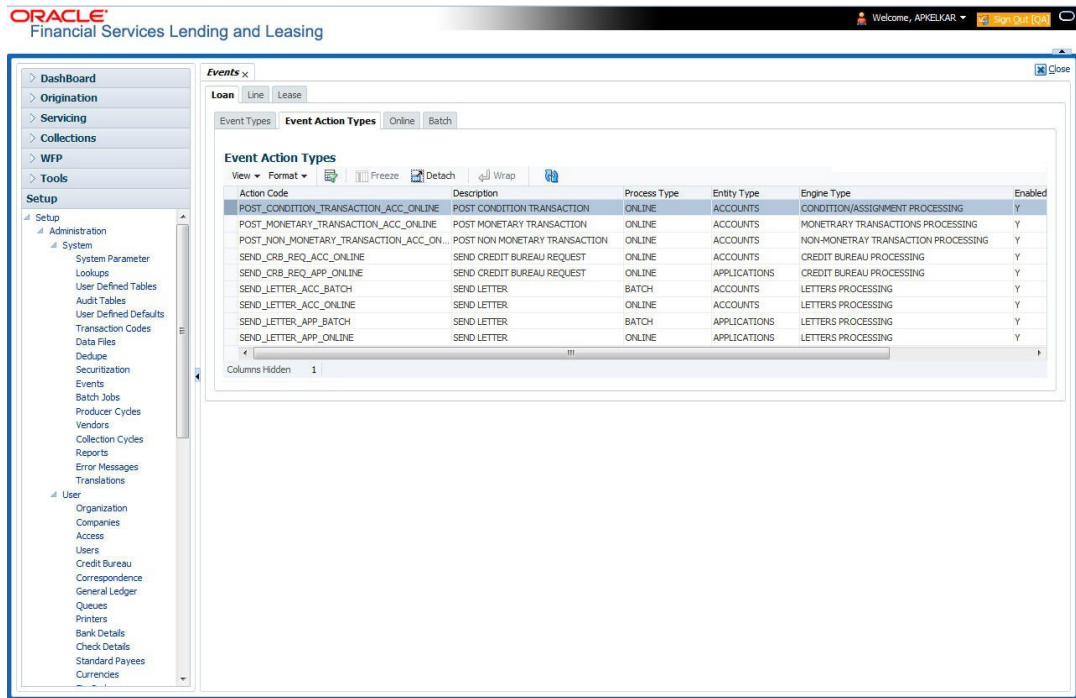 ORACLE
Financial Services Lending and Leasing
Welcome, APKELKAR
Sign Out [QA]
DashBoard
Origination
Servicing
Collections
WFP
Tools
Setup
Setup
Administration
System
System Parameter
Lookups
User Defined Tables
Audit Tables
User Defined Defaults
Transaction Codes
Data Files
Dedupe
Securitization
Events
Batch Jobs
Producer Cycles
Vendors
Collection Cycles
Reports
Error Messages
Translations
User
Organization
Companies
Access
Users
Credit Bureau
Correspondence
General Ledger
Queues
Printers
Bank Details
Check Details
Standard Payees
Currencies
Events
Close
Loan Line Lease
Event Types Event Action Types Online Batch
Event Action Types
View Format Freeze Detach Wrap
Action Code Description Process Type Entity Type Engine Type Enabled
POST_CONDITION_TRANSACTION_ACC_ONLINE POST CONDITION TRANSACTION ONLINE ACCOUNTS CONDITION/ASSIGNMENT PROCESSING Y
POST_MONETARY_TRANSACTION_ACC_ONLINE POST MONETARY TRANSACTION ONLINE ACCOUNTS MONETRARY TRANSACTIONS PROCESSING Y
POST_NON_MONETARY_TRANSACTION_ACC_ON... POST NON MONETARY TRANSACTION ONLINE ACCOUNTS NON-MONETRAY TRANSACTION PROCESSING Y
SEND_CRB_REQ_ACC_ONLINE SEND CREDIT BUREAU REQUEST ONLINE ACCOUNTS CREDIT BUREAU PROCESSING Y
SEND_CRB_REQ_APP_ONLINE SEND CREDIT BUREAU REQUEST ONLINE APPLICATIONS CREDIT BUREAU PROCESSING Y
SEND_LETTER_ACC_BATCH SEND LETTER BATCH ACCOUNTS LETTERS PROCESSING Y
SEND_LETTER_ACC_ONLINE SEND LETTER ONLINE ACCOUNTS LETTERS PROCESSING Y
SEND_LETTER_APP_BATCH SEND LETTER BATCH APPLICATIONS LETTERS PROCESSING Y
SEND_LETTER_APP_ONLINE SEND LETTER ONLINE APPLICATIONS LETTERS PROCESSING Y
Columns Hidden 1